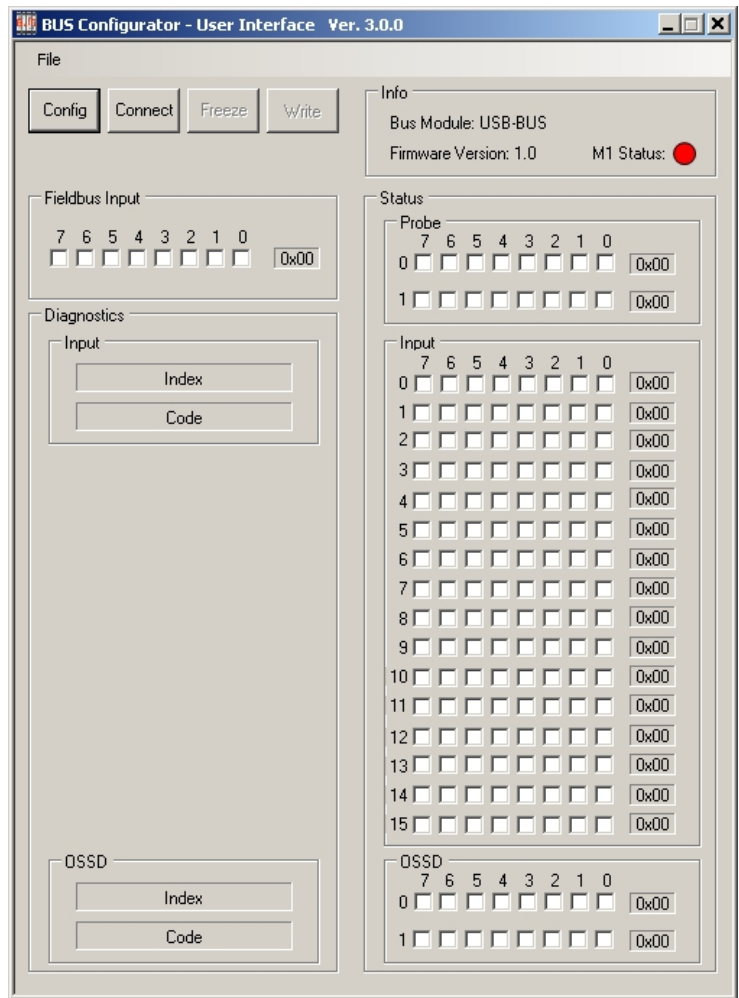 BUS Configurator - User Interface Ver. 3.0.0
File
Config Connect Freeze Write
Info
Bus Module: USB-BUS
Firmware Version: 1.0 M1 Status:
Fieldbus Input
7 6 5 4 3 2 1 0
0x00
Diagnostics
Input
Index
Code
OSSD
Index
Code
Status
Probe
7 6 5 4 3 2 1 0
0 0x00
1 0x00
Input
7 6 5 4 3 2 1 0
0 0x00
1 0x00
2 0x00
3 0x00
4 0x00
5 0x00
6 0x00
7 0x00
8 0x00
9 0x00
10 0x00
11 0x00
12 0x00
13 0x00
14 0x00
15 0x00
OSSD
7 6 5 4 3 2 1 0
0 0x00
1 0x00